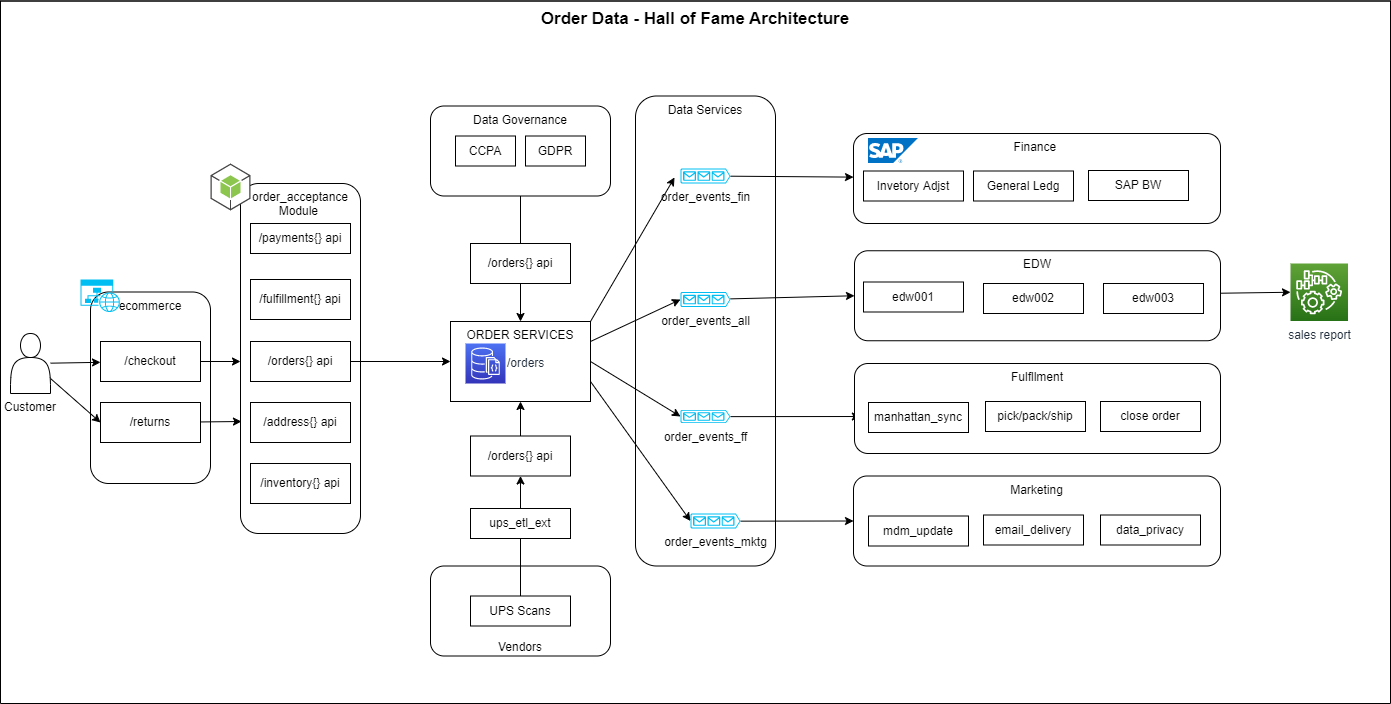 Order Data - Hall of Fame Architecture
Customer
ecommerce
/checkout
/returns
order_acceptance
Module
/payments{} api
/fulfillment{} api
/orders{} api
/address{} api
/inventory{} api
Data Governance
CCPA
GDPR
/orders{} api
ORDER SERVICES
/orders
/orders{} api
ups_etl_ext
UPS Scans
Vendors
Data Services
order_events_fin
order_events_all
order_events_ff
order_events_mktg
SAP
Finance
Invetory Adjst
General Ledg
SAP BW
EDW
edw001
edw002
edw003
Fulfllment
manhattan_sync
pick/pack/ship
close order
Marketing
mdm_update
email_delivery
data_privacy
sales report